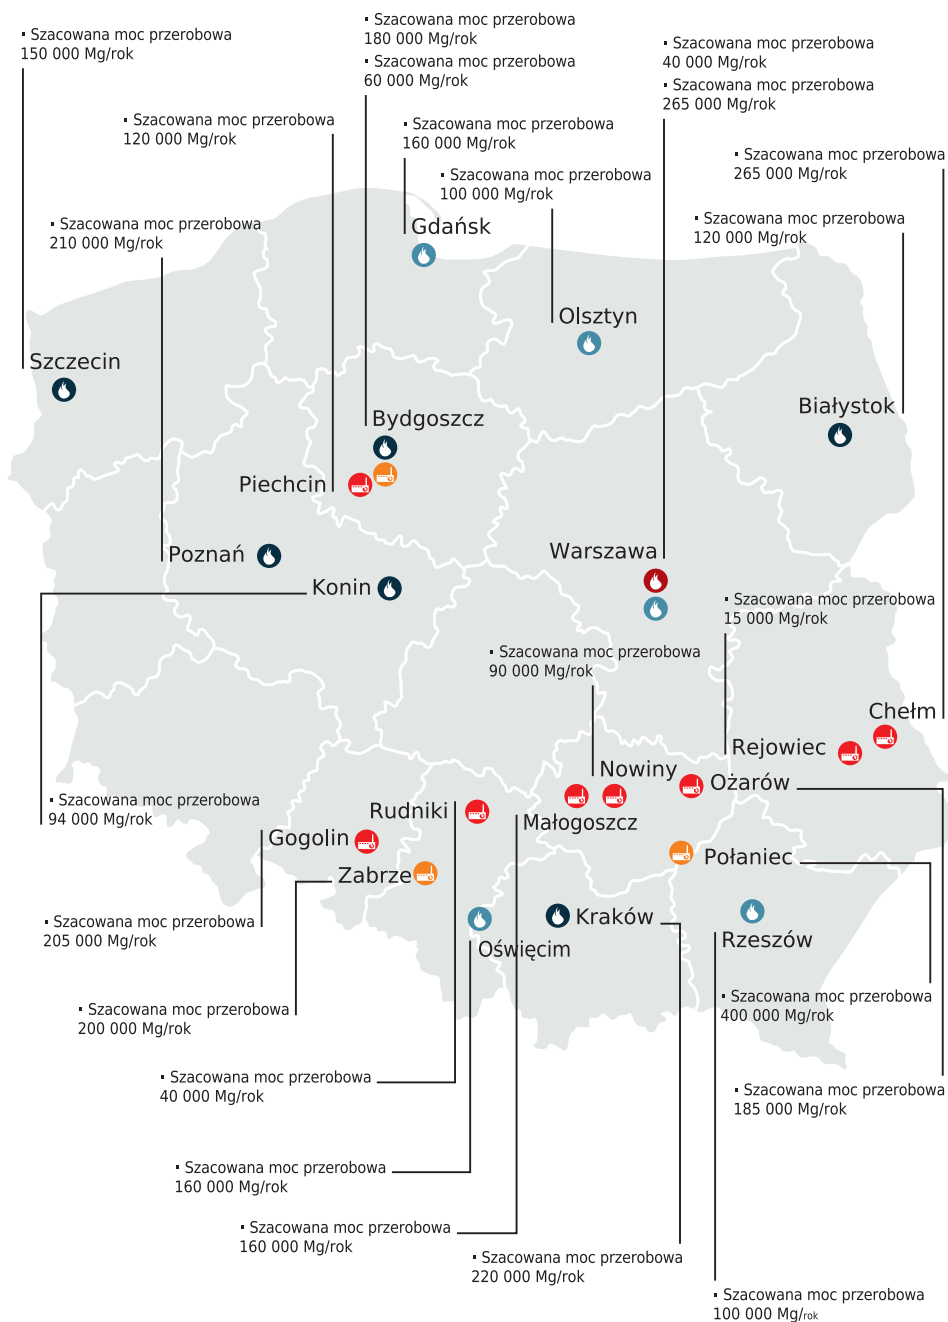 ▪ Szacowana moc przerobowa
150 000 Mg/rok
▪ Szacowana moc przerobowa
180 000 Mg/rok
▪ Szacowana moc przerobowa
60 000 Mg/rok
▪ Szacowana moc przerobowa
40 000 Mg/rok
▪ Szacowana moc przerobowa
265 000 Mg/rok
▪ Szacowana moc przerobowa
120 000 Mg/rok
▪ Szacowana moc przerobowa
160 000 Mg/rok
▪ Szacowana moc przerobowa
265 000 Mg/rok
▪ Szacowana moc przerobowa
100 000 Mg/rok
▪ Szacowana moc przerobowa
210 000 Mg/rok
▪ Szacowana moc przerobowa
120 000 Mg/rok
Gdańsk
Olsztyn
Szczecin
Białystok
Bydgoszcz
Piechcin
Poznań
Warszawa
Konin
▪ Szacowana moc przerobowa
15 000 Mg/rok
▪ Szacowana moc przerobowa
90 000 Mg/rok
Chełm
Rejowiec
Nowiny
Ożarów
▪ Szacowana moc przerobowa
94 000 Mg/rok
Rudniki
Małogoszcz
Gogolin
Połaniec
Zabrze
Kraków
▪ Szacowana moc przerobowa
205 000 Mg/rok
Oświęcim
Rzeszów
▪ Szacowana moc przerobowa
200 000 Mg/rok
▪ Szacowana moc przerobowa
400 000 Mg/rok
▪ Szacowana moc przerobowa
40 000 Mg/rok
▪ Szacowana moc przerobowa
185 000 Mg/rok
▪ Szacowana moc przerobowa
160 000 Mg/rok
▪ Szacowana moc przerobowa
160 000 Mg/rok
▪ Szacowana moc przerobowa
220 000 Mg/rok
▪ Szacowana moc przerobowa
100 000 Mg/rok